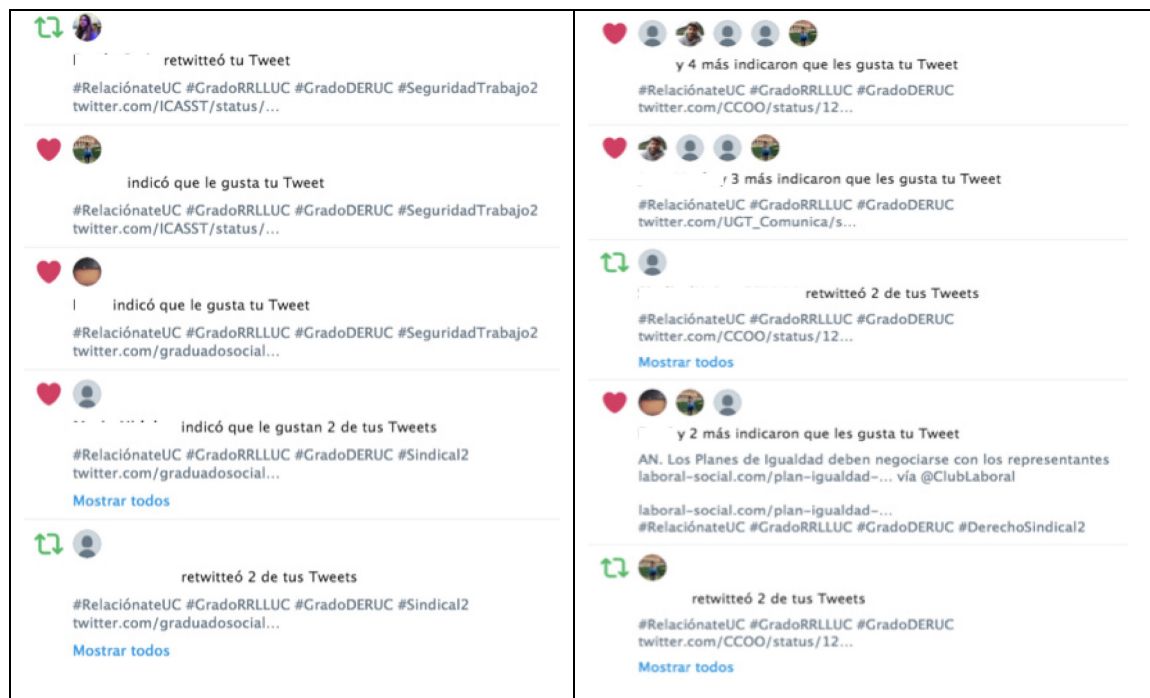 retwitteó tu Tweet
#RelaciónateUC #GradoRRLLUC #GradoDERUC #SeguridadTrabajo2
twitter.com/ICASST/status/...
indicó que le gusta tu Tweet
#RelaciónateUC #GradoRRLLUC #GradoDERUC #SeguridadTrabajo2
twitter.com/ICASST/status/...
indicó que le gusta tu Tweet
#RelaciónateUC #GradoRRLLUC #GradoDERUC #SeguridadTrabajo2
twitter.com/graduadosocial...
indicó que le gustan 2 de tus Tweets
#RelaciónateUC #GradoRRLLUC #GradoDERUC #Sindical2
twitter.com/graduadosocial...
Mostrar todos
retwitteó 2 de tus Tweets
#RelaciónateUC #GradoRRLLUC #GradoDERUC #Sindical2
twitter.com/graduadosocial...
Mostrar todos
y 4 más indicaron que les gusta tu Tweet
#RelaciónateUC #GradoRRLLUC #GradoDERUC
twitter.com/CCOO/status/12...
y 3 más indicaron que les gusta tu Tweet
#RelaciónateUC #GradoRRLLUC #GradoDERUC
twitter.com/UGT_Comunica/s...
retwitteó 2 de tus Tweets
#RelaciónateUC #GradoRRLLUC #GradoDERUC
twitter.com/CCOO/status/12...
Mostrar todos
y 2 más indicaron que les gusta tu Tweet
AN. Los Planes de Igualdad deben negociarse con los representantes
laboral-social.com/plan-igualdad-... vía @ClubLaboral
laboral-social.com/plan-igualdad-...
#RelaciónateUC #GradoRRLLUC #GradoDERUC #DerechoSindical2
retwitteó 2 de tus Tweets
#RelaciónateUC #GradoRRLLUC #GradoDERUC
twitter.com/CCOO/status/12...
Mostrar todos